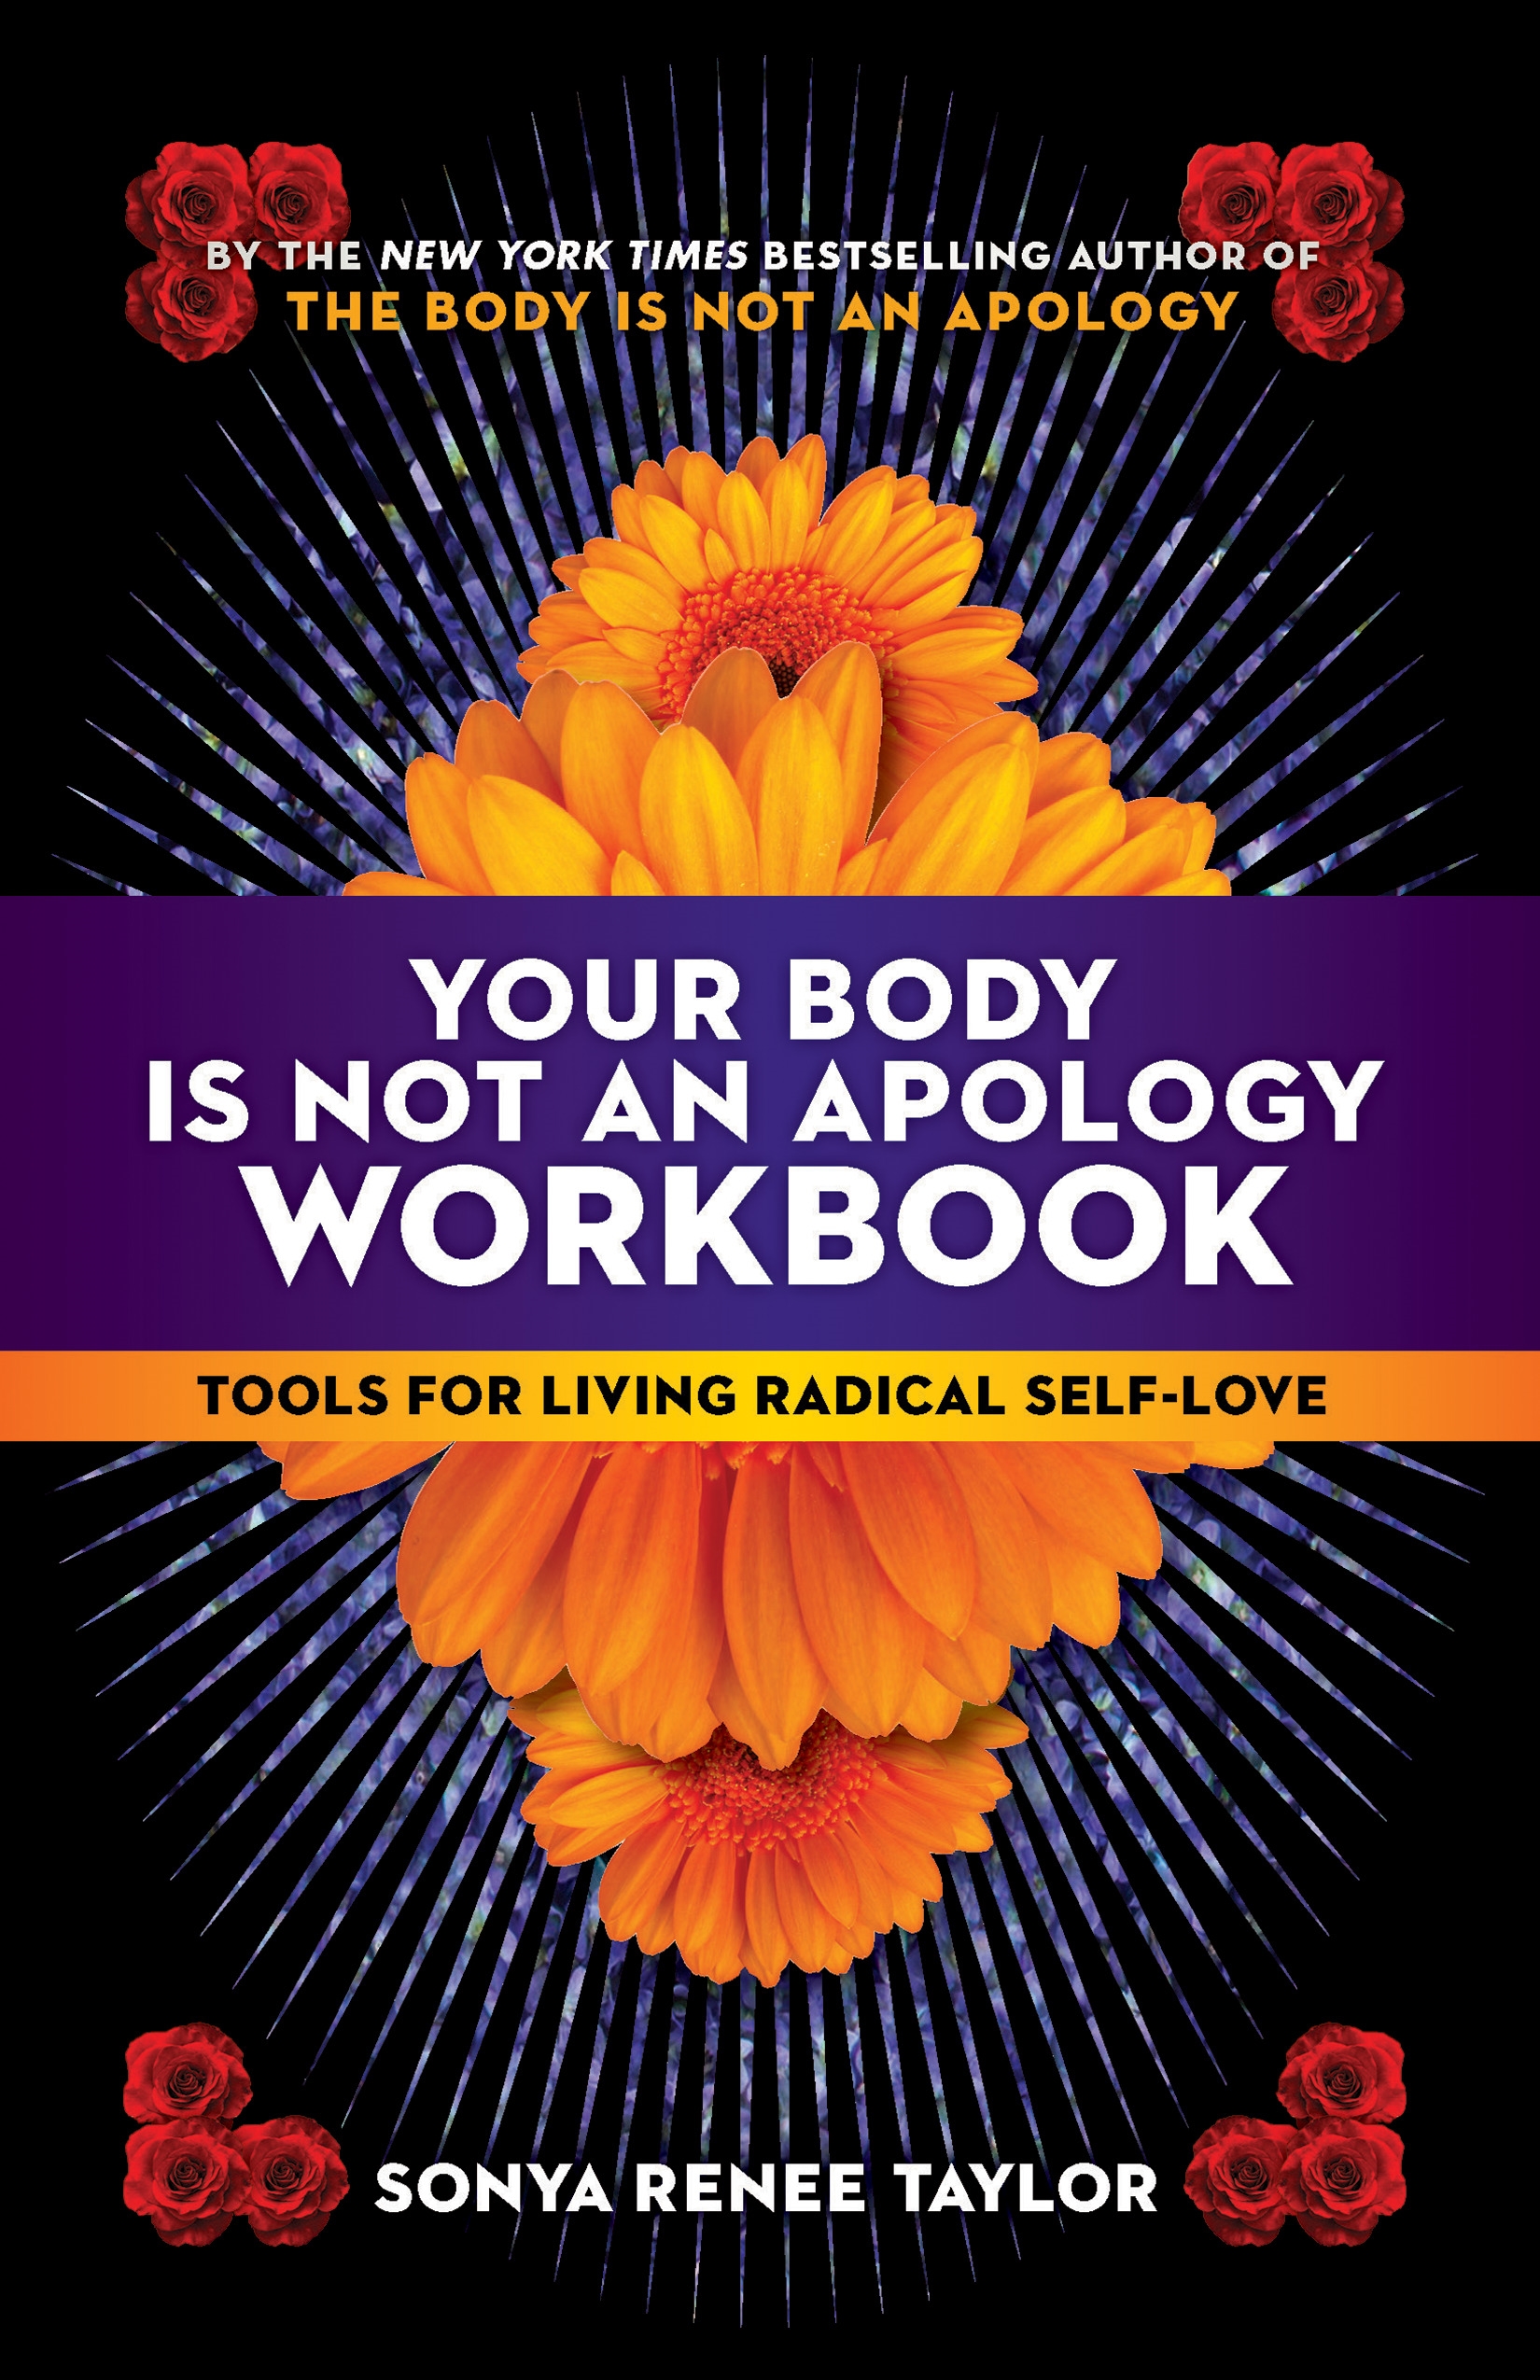 BY THE NEW YORK TIMES BESTSELLING AUTHOR OF
THE BODY IS NOT AN APOLOGY
YOUR BODY
IS NOT AN APOLOGY
WORKBOOK
TOOLS FOR LIVING RADICAL SELF-LOVE
SONYA RENEE TAYLOR